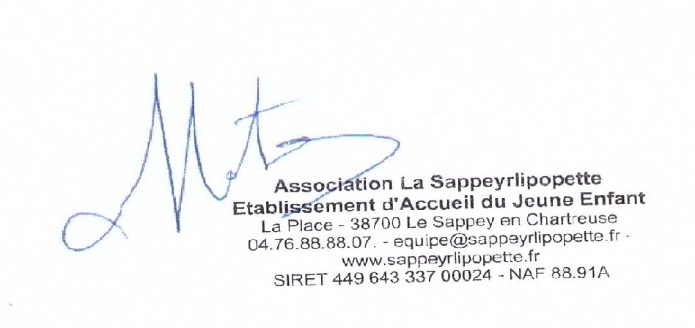 Association La Sappeyrlipopette
Etablissement d'Accueil du Jeune Enfant
La Place - 38700 Le Sappey en Chartreuse
04.76.88.88.07. - equipe@sappeyrlipopette.fr -
www.sappeyrlipopette.fr
SIRET 449 643 337 00024 - NAF 88.91A